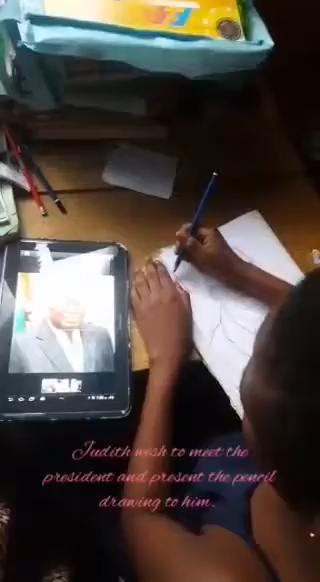 Judith wish to meet the
president and present the pencil
drawing to him.